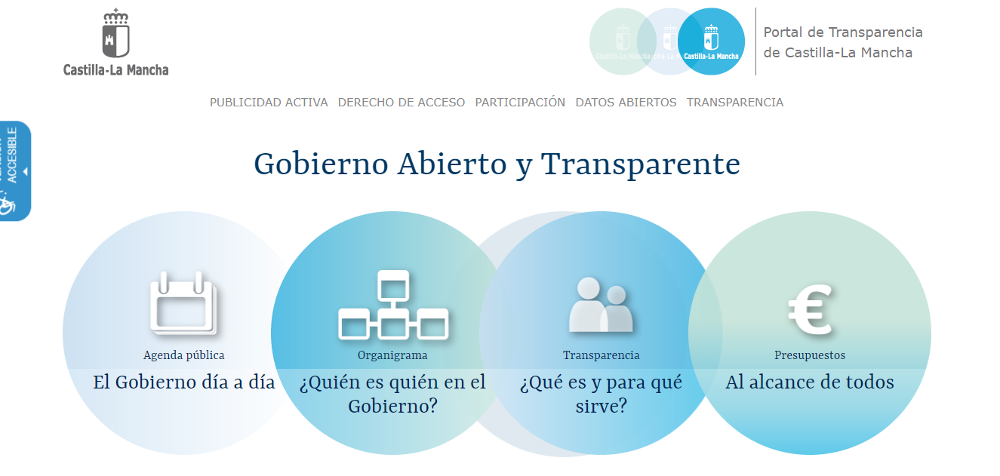 Castilla-La Mancha
Castilla-La Mancha
Portal de Transparencia
de Castilla-La Mancha
PUBLICIDAD ACTIVA DERECHO DE ACCESO PARTICIPACIÓN DATOS ABIERTOS TRANSPARENCIA
ACCESIBLE
Gobierno Abierto y Transparente
Agenda pública
El Gobierno día a día
Organigrama
¿Quién es quién en el
Gobierno?
Transparencia
¿Qué es y para qué
sirve?
Presupuestos
Al alcance de todos